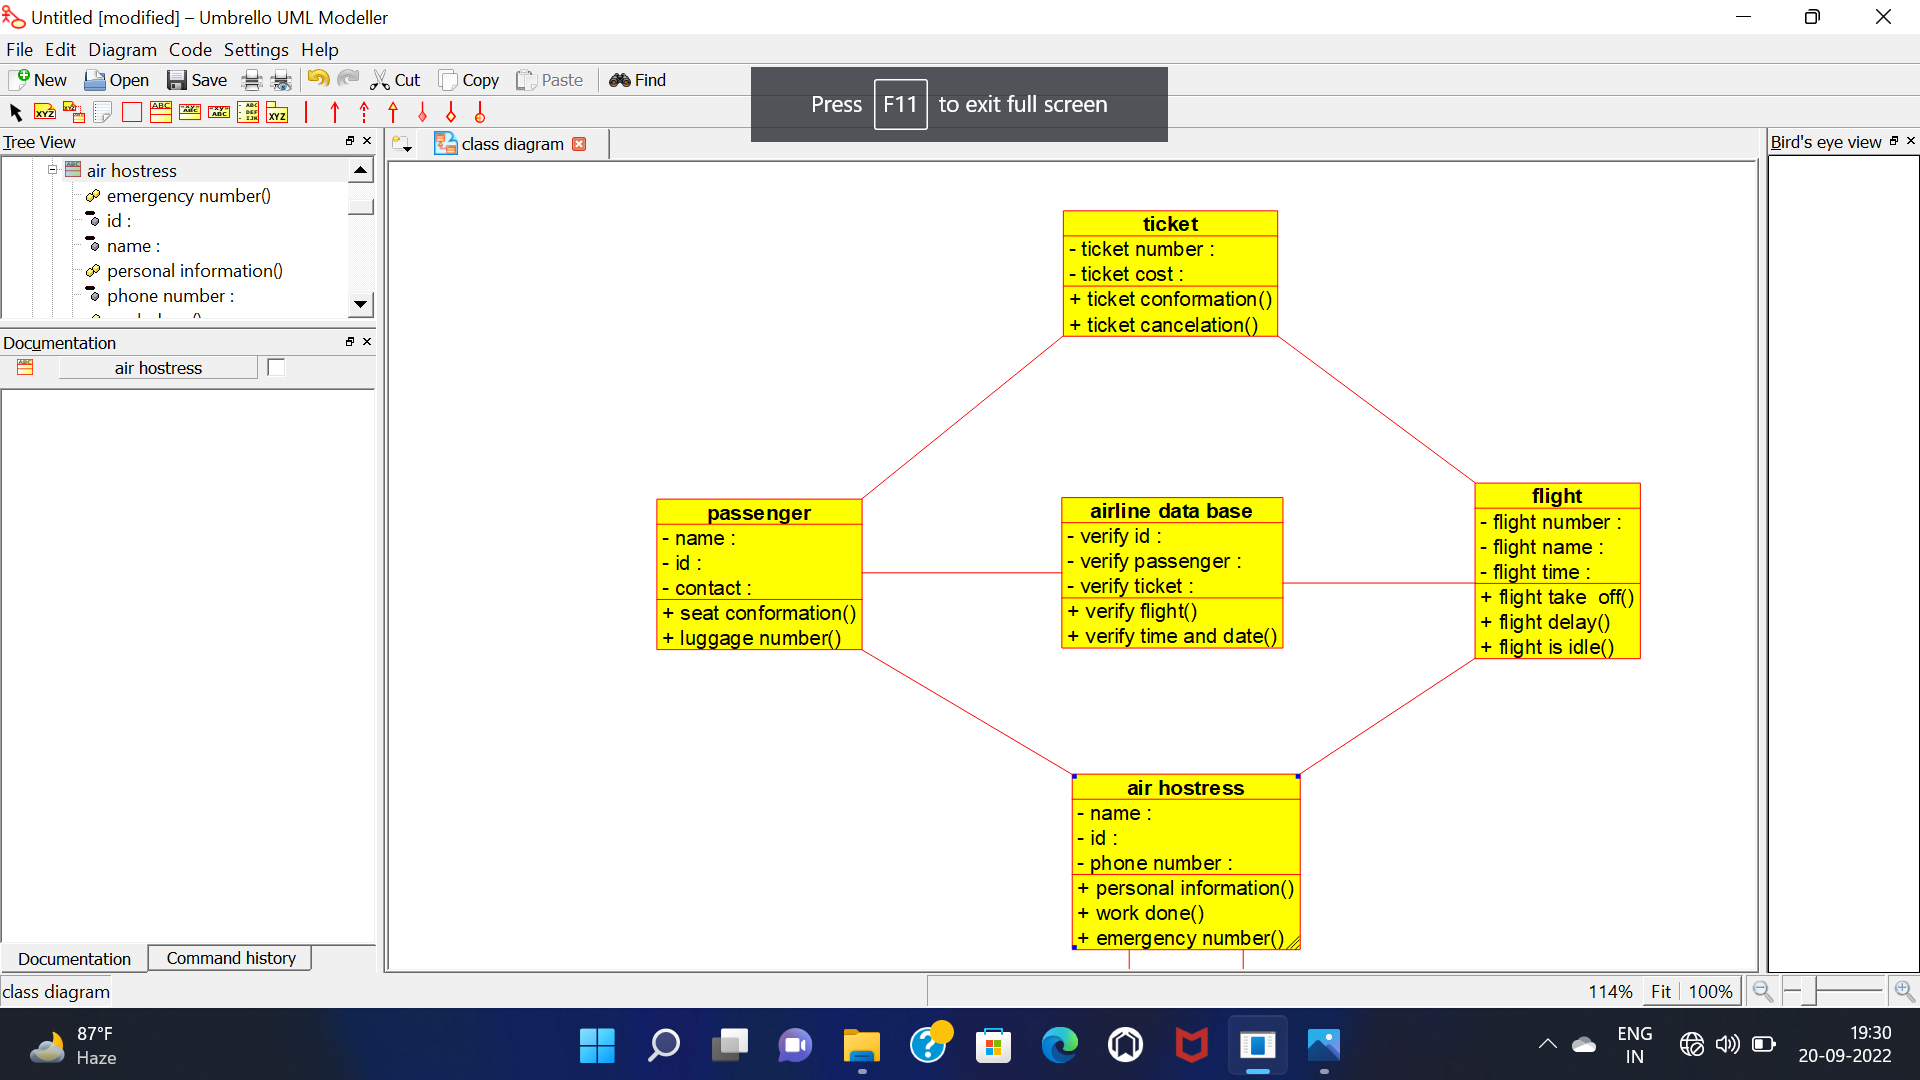 Untitled [modified] – Umbrello UML Modeller
File Edit Diagram Code Settings Help
New Open Save Cut Copy Paste Find
Press F11 to exit full screen
Tree View
class diagram
Bird's eye view
air hostress
emergency number()
id :
name :
personal information()
phone number :
Documentation
air hostress
ticket
- ticket number :
- ticket cost :
+ ticket conformation()
+ ticket cancelation()
passenger
- name :
- id :
- contact :
+ seat conformation()
+ luggage number()
airline data base
- verify id :
- verify passenger :
- verify ticket :
+ verify flight()
+ verify time and date()
flight
- flight number :
- flight name :
- flight time :
+ flight take  off()
+ flight delay()
+ flight is idle()
air hostress
- name :
- id :
- phone number :
+ personal information()
+ work done()
+ emergency number()
Documentation Command history
class diagram
114% Fit 100%
87°F
Haze
ENG
IN
19:30
20-09-2022